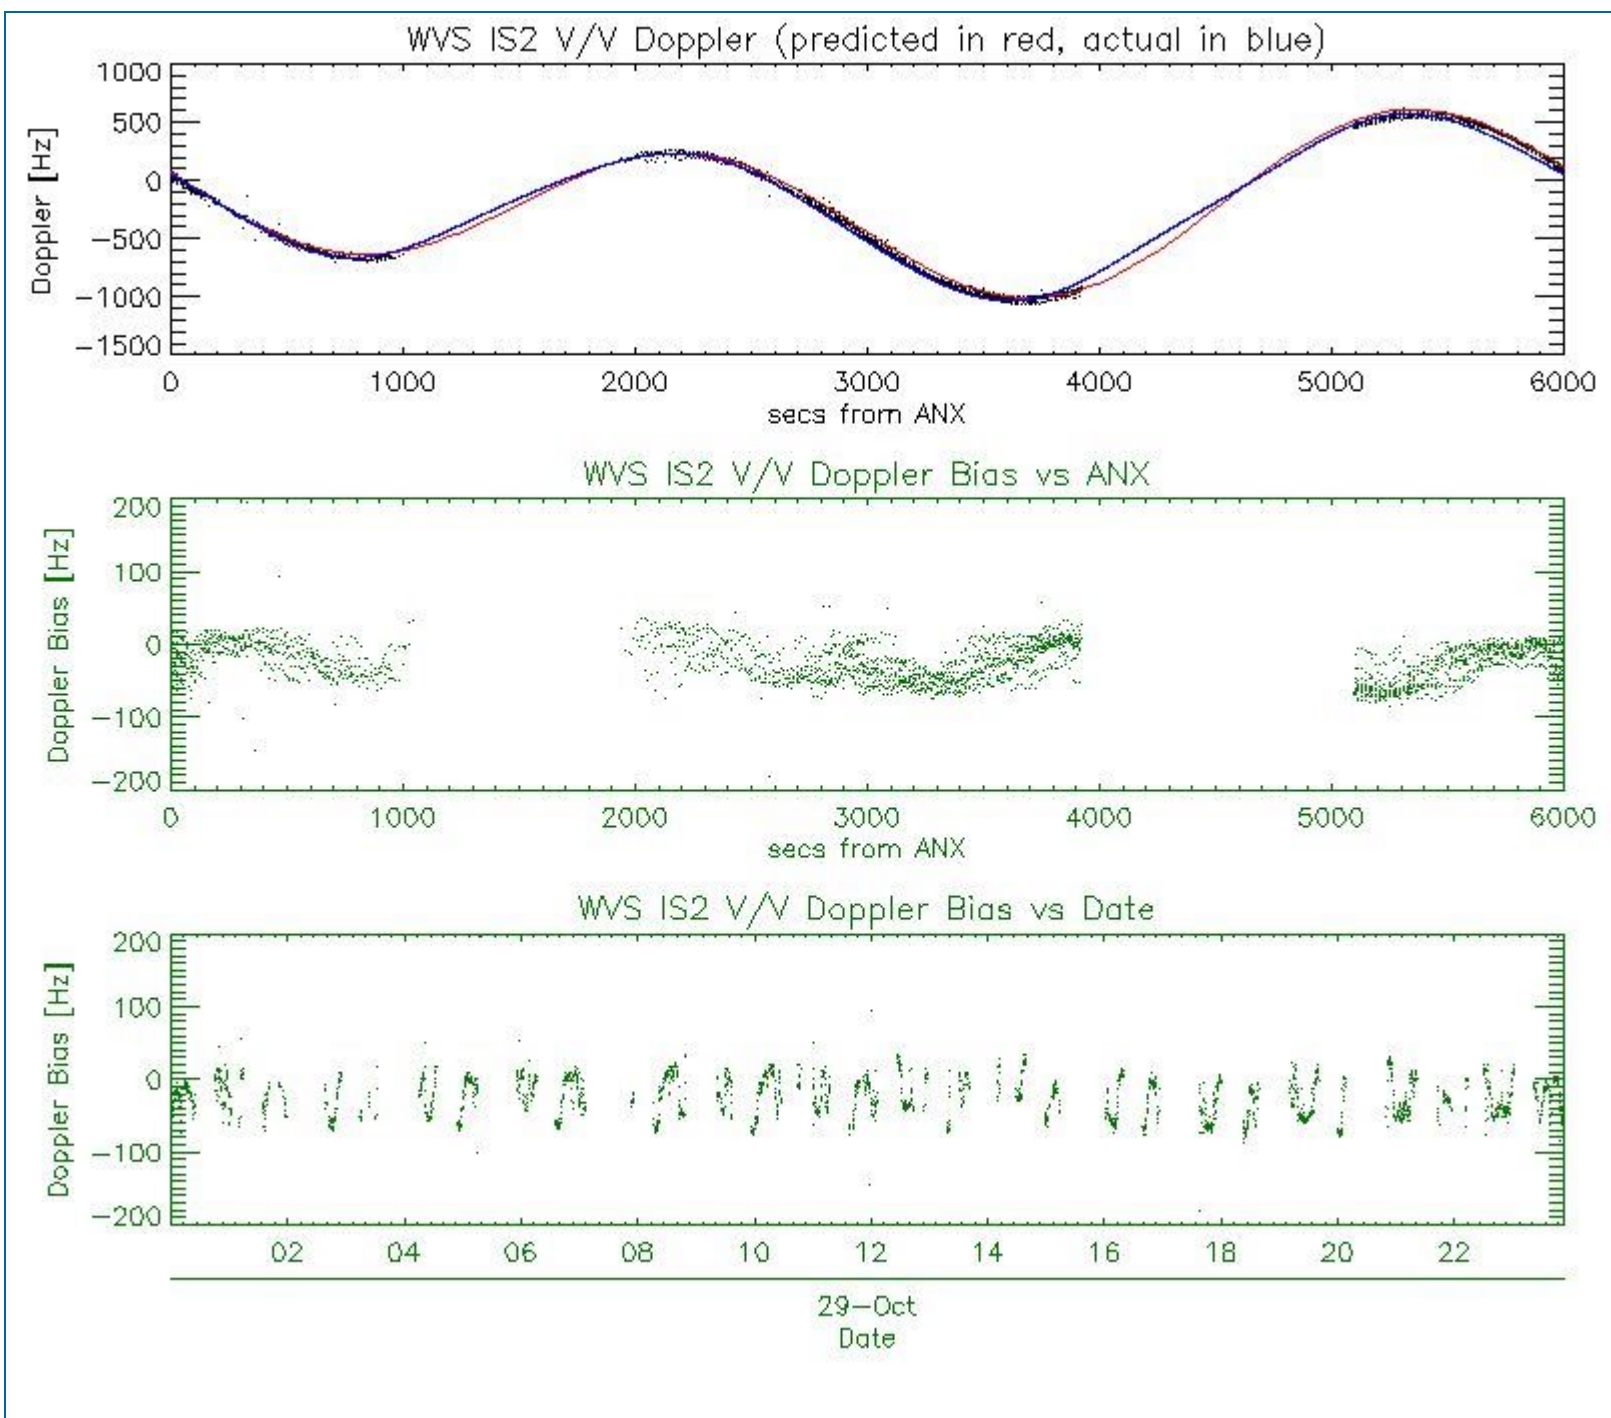 WVS IS2 V/V Doppler (predicted in red, actual in blue)
Doppler [Hz]
1000
500
0
−500
−1000
−1500
0 1000 2000 3000 4000 5000 6000
secs from ANX
WVS IS2 V/V Doppler Bias vs ANX
Doppler Bias [Hz]
200
100
0
−100
−200
0 1000 2000 3000 4000 5000 6000
secs from ANX
WVS IS2 V/V Doppler Bias vs Date
Doppler Bias [Hz]
200
100
0
−100
−200
02 04 06 08 10 12 14 16 18 20 22
29−Oct
Date